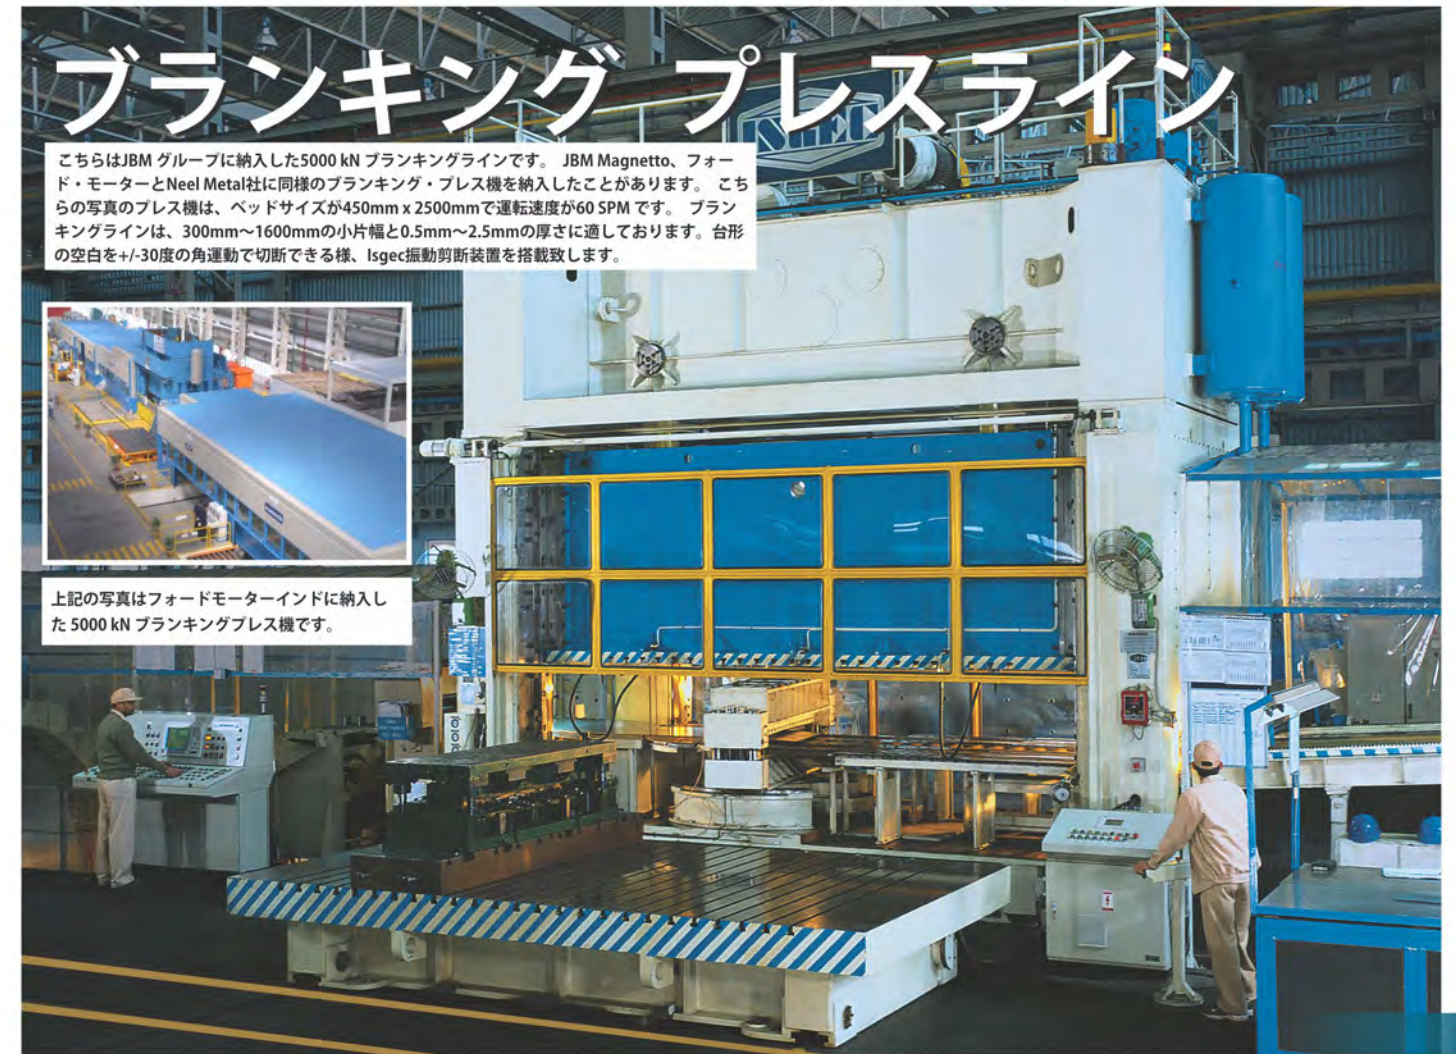 ブランキング プレスライン
こちらはJBM グループに納入した5000 kN ブランキングラインです。 JBM Magnetto、フォー
ド・モーターとNeel Metal社に同様のブランキング・プレス機を納入したことがあります。 こち
らの写真のプレス機は、ベッドサイズが450mm x 2500mmで運転速度が60 SPM です。 ブラン
キングラインは、300mm～1600mmの小片幅と0.5mm～2.5mmの厚さに適しております。台形
の空白を+/-30度の角運動で切断できる様、Isgec振動剪断装置を搭載致します。
上記の写真はフォードモーターインドに納入し
た 5000 kN ブランキングプレス機です。